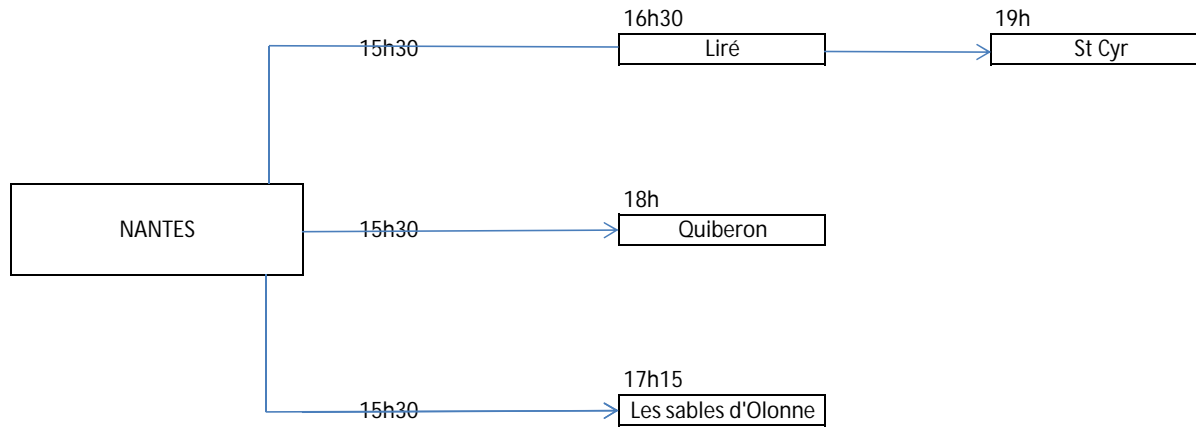 16h30
19h
15h30
Liré
St Cyr
18h
NANTES
15h30
Quiberon
17h15
15h30
Les sables d'Olonne